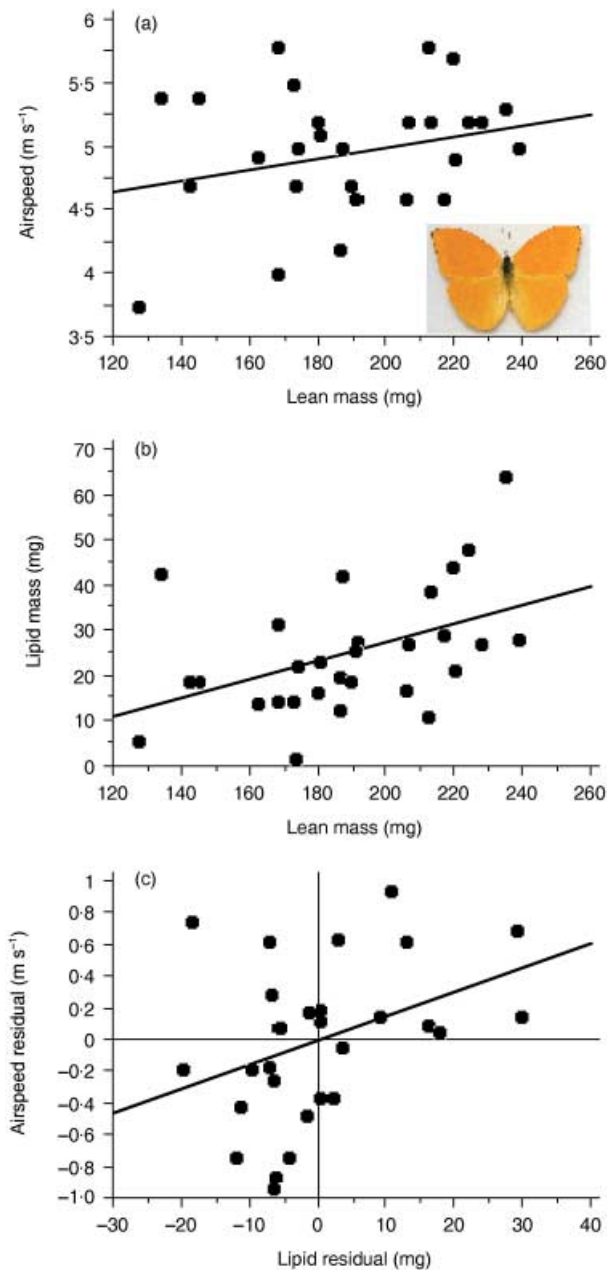 (a)
6
5·5
5
4·5
4
3·5
Airspeed (m s⁻¹)
120 140 160 180 200 220 240 260
Lean mass (mg)
(b)
70
60
50
40
30
20
10
0
Lipid mass (mg)
120 140 160 180 200 220 240 260
Lean mass (mg)
(c)
1
0·8
0·6
0·4
0·2
0
−0·2
−0·4
−0·6
−0·8
−1·0
Airspeed residual (m s⁻¹)
−30 −20 −10 0 10 20 30 40
Lipid residual (mg)